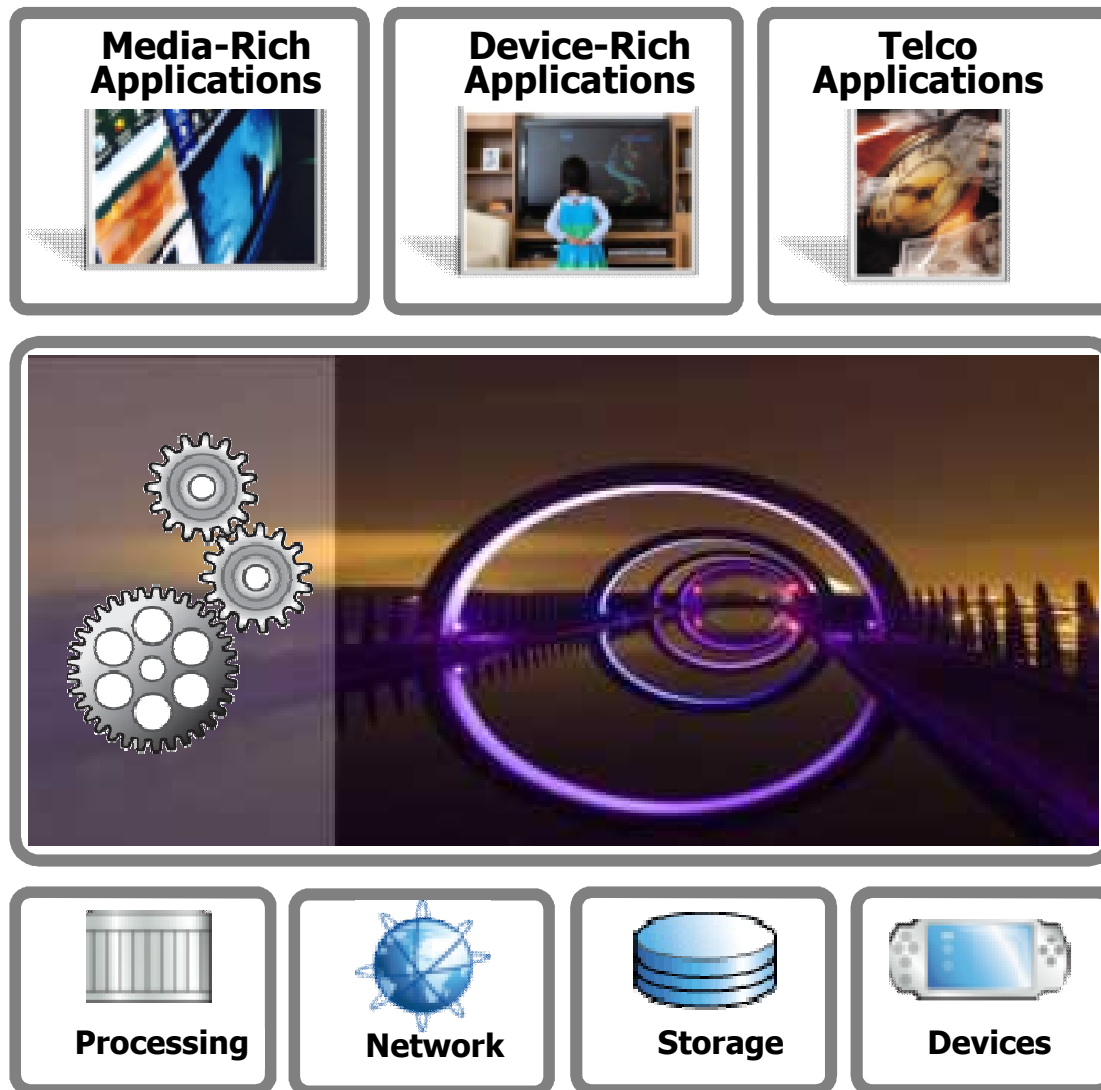 Media-Rich
Applications
Device-Rich
Applications
Telco
Applications
Processing
Network
Storage
Devices